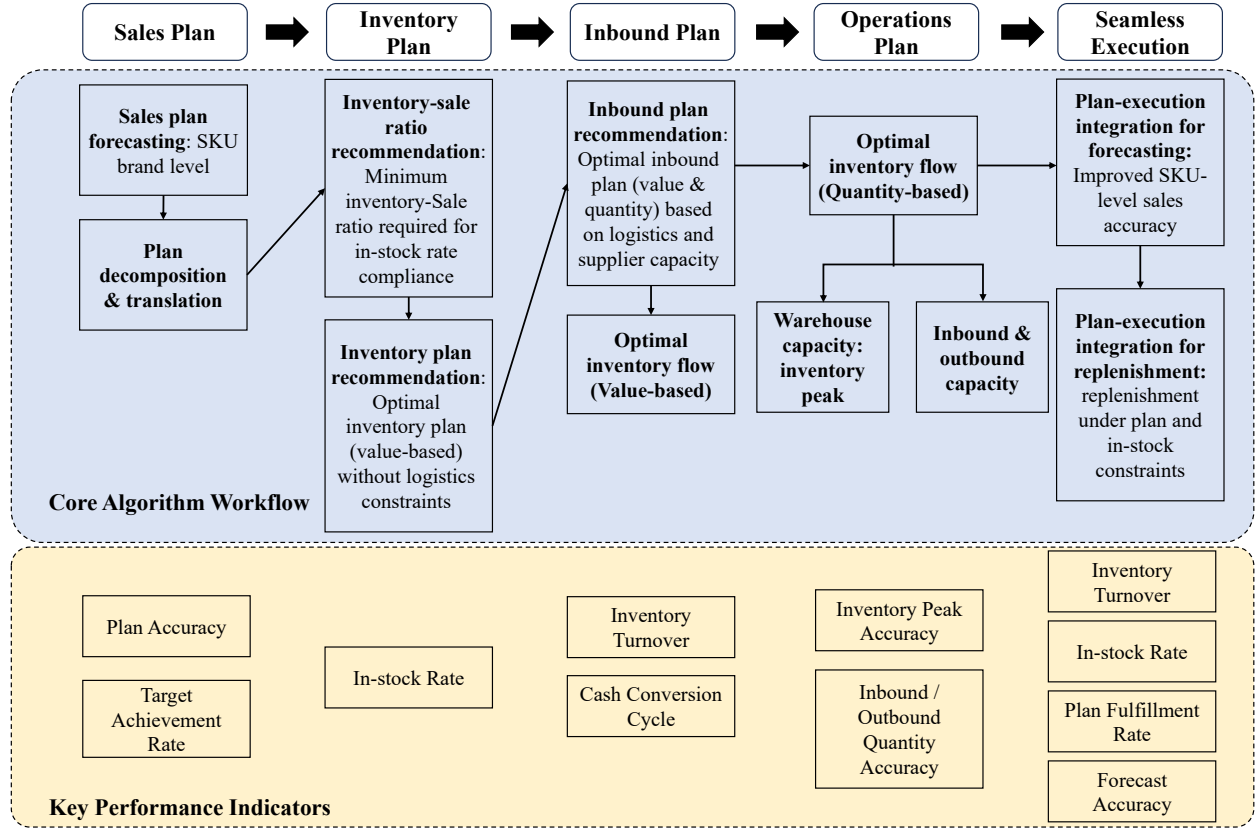 Sales Plan
Inventory
Plan
Inbound Plan
Operations
Plan
Seamless
Execution
Sales plan
forecasting: SKU
brand level
Plan
decomposition
& translation
Inventory-sale
ratio
recommendation:
Minimum
inventory-Sale
ratio required for
in-stock rate
compliance
Inventory plan
recommendation:
Optimal
inventory plan
(value-based)
without logistics
constraints
Inbound plan
recommendation:
Optimal inbound
plan (value &
quantity) based
on logistics and
supplier capacity
Optimal
inventory flow
(Value-based)
Optimal
inventory flow
(Quantity-based)
Warehouse
capacity:
inventory
peak
Inbound &
outbound
capacity
Plan-execution
integration for
forecasting:
Improved SKU-
level sales
accuracy
Plan-execution
integration for
replenishment:
replenishment
under plan and
in-stock
constraints
Core Algorithm Workflow
Plan Accuracy
Target
Achievement
Rate
In-stock Rate
Inventory
Turnover
Cash Conversion
Cycle
Inventory Peak
Accuracy
Inbound /
Outbound
Quantity
Accuracy
Inventory
Turnover
In-stock Rate
Plan Fulfillment
Rate
Forecast
Accuracy
Key Performance Indicators